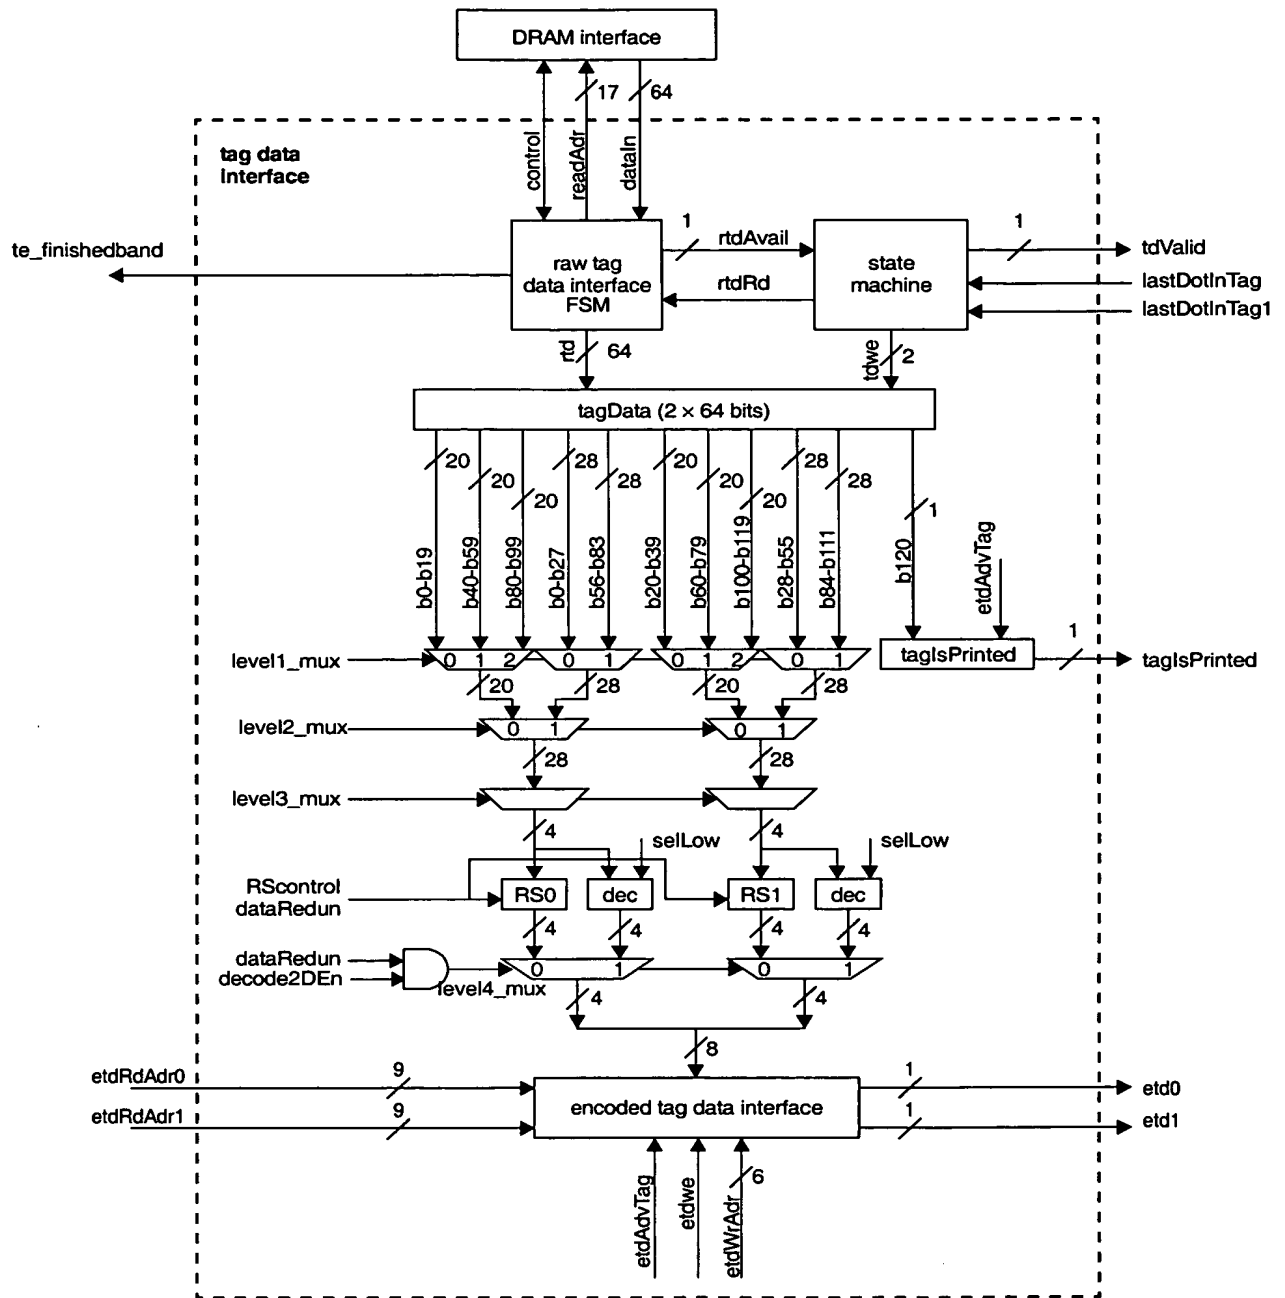 DRAM interface
17
64
control
readAdr
dataIn
tag data
interface
te_finishedband
raw tag
data interface
FSM
1
rtdAvail
rtdRd
state
machine
1
tdValid
lastDotInTag
lastDotInTag1
rtd
64
tdwe
2
tagData (2 × 64 bits)
20
20
20
28
28
20
20
20
28
28
1
b0-b19
b40-b59
b80-b99
b0-b27
b56-b83
b20-b39
b60-b79
b100-b119
b28-b55
b84-b111
b120
etdAdvTag
level1_mux
0 1 2
0 1
0 1 2
0 1
tagIsPrinted
1
tagIsPrinted
20
28
20
28
level2_mux
0 1
0 1
28
28
level3_mux
4
4
selLow
selLow
RScontrol
dataRedun
RS0
dec
RS1
dec
4
4
4
4
dataRedun
decode2DEn
level4_mux
0 1
0 1
4
4
8
etdRdAdr0
9
etdRdAdr1
9
encoded tag data interface
1
etd0
1
etd1
etdAdvTag
etdwe
etdWrAdr
6